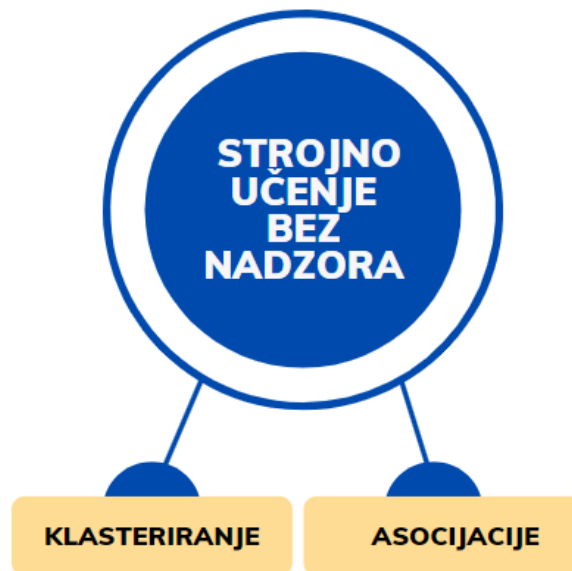 STROJNO
UČENJE
BEZ
NADZORA
KLASTERIRANJE
ASOCIJACIJE